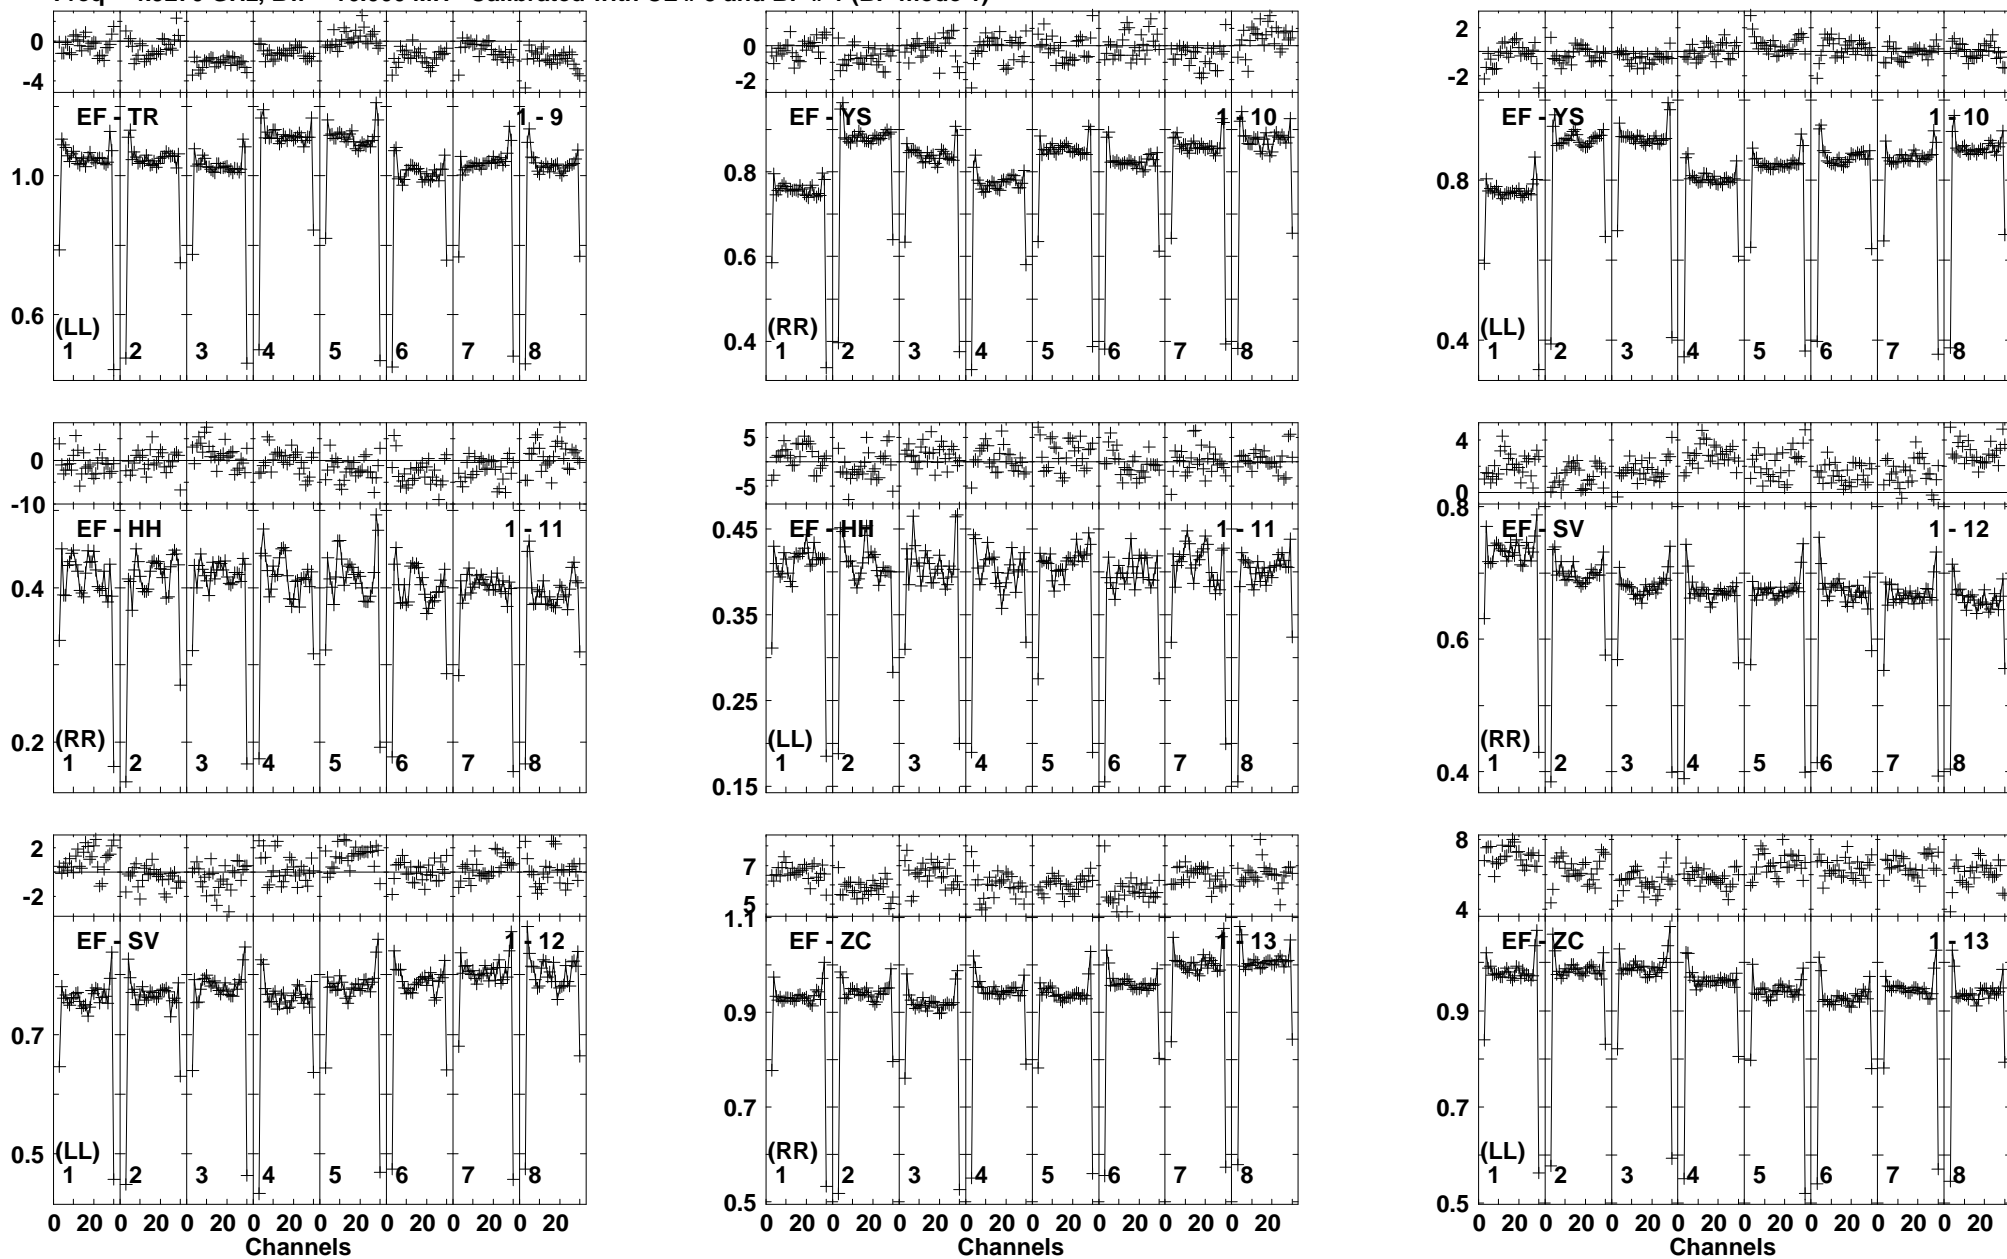 0
-4
EF - TR
1 - 9
1.0
0.6
(LL)
1 2 3 4 5 6 7 8
0
-2
EF - YS
1 - 10
0.8
0.6
0.4
(RR)
1 2 3 4 5 6 7 8
2
-2
EF - YS
1 - 10
0.8
0.4
(LL)
1 2 3 4 5 6 7 8
0
-10
EF - HH
1 - 11
0.4
0.2
(RR)
1 2 3 4 5 6 7 8
5
-5
EF - HH
1 - 11
0.45
0.35
0.25
0.15
(LL)
1 2 3 4 5 6 7 8
4
0
0.8
EF - SV
1 - 12
0.6
0.4
(RR)
1 2 3 4 5 6 7 8
2
-2
EF - SV
1 - 12
0.7
0.5
(LL)
1 2 3 4 5 6 7 8
0 20 0 20 0 20 0 20 0 20 0 20 0 20 0 20
Channels
7
5
1.1
EF - ZC
1 - 13
0.9
0.7
0.5
(RR)
1 2 3 4 5 6 7 8
0 20 0 20 0 20 0 20 0 20 0 20 0 20 0 20
Channels
8
4
EF - ZC
1 - 13
0.9
0.7
0.5
(LL)
1 2 3 4 5 6 7 8
0 20 0 20 0 20 0 20 0 20 0 20 0 20 0 20
Channels